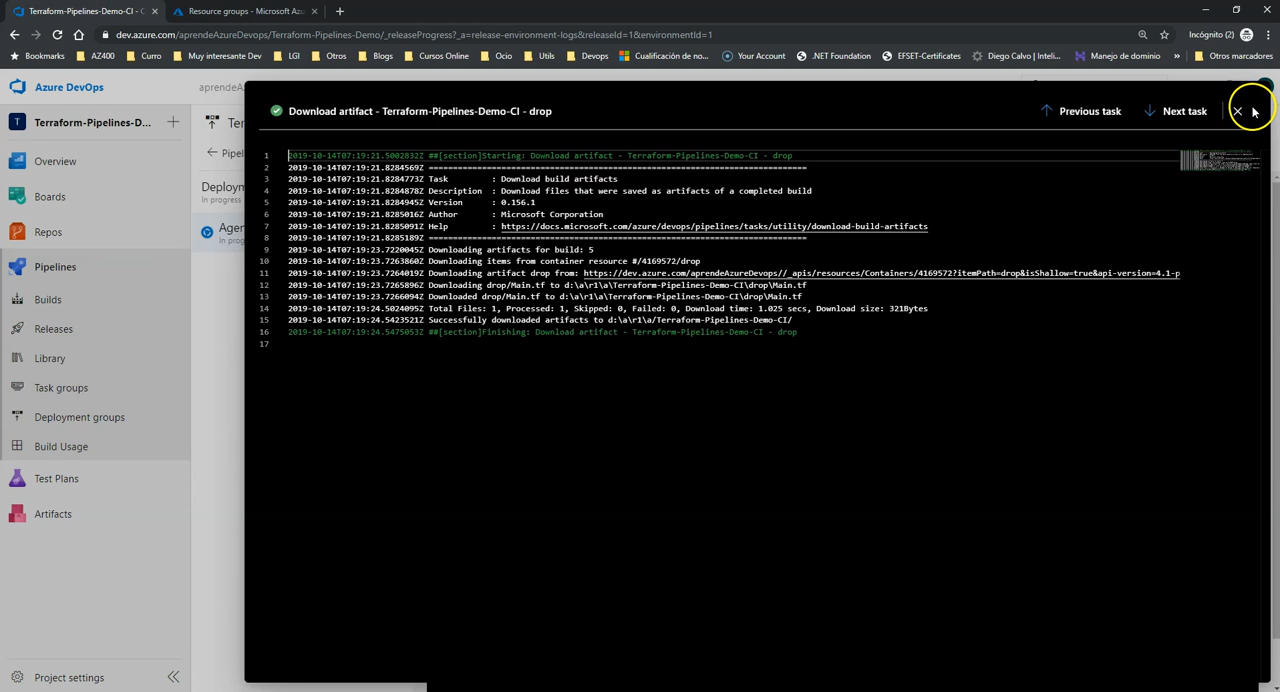 Terraform-Pipelines-Demo-CI - C
Resource groups - Microsoft Azu
dev.azure.com/aprendeAzureDevops/Terraform-Pipelines-Demo/_releaseProgress?_a=release-environment-logs&releaseId=1&environmentId=1
Incógnito (2)
Bookmarks AZ400 Curro Muy interesante Dev LGI Otros Blogs Cursos Online Ocio Utils Devops Cualificación de no... Your Account .NET Foundation EFSET-Certificates Diego Calvo | Inteli... Manejo de dominio » Otros marcadores
Azure DevOps
aprendeAz
Terraform-Pipelines-D...
Overview
Boards
Repos
Pipelines
Builds
Releases
Library
Task groups
Deployment groups
Build Usage
Test Plans
Artifacts
Project settings
Ter
Pipel
Deploym
In progress
Agen
In prog
Download artifact - Terraform-Pipelines-Demo-CI - drop
Previous task
Next task
1 2019-10-14T07:19:21.5002832Z ##[section]Starting: Download artifact - Terraform-Pipelines-Demo-CI - drop
2 2019-10-14T07:19:21.8284569Z ==============================================================================
3 2019-10-14T07:19:21.8284773Z Task : Download build artifacts
4 2019-10-14T07:19:21.8284878Z Description : Download files that were saved as artifacts of a completed build
5 2019-10-14T07:19:21.8284945Z Version : 0.156.1
6 2019-10-14T07:19:21.8285016Z Author : Microsoft Corporation
7 2019-10-14T07:19:21.8285091Z Help : https://docs.microsoft.com/azure/devops/pipelines/tasks/utility/download-build-artifacts
8 2019-10-14T07:19:21.8285189Z ==============================================================================
9 2019-10-14T07:19:23.7220045Z Downloading artifacts for build: 5
10 2019-10-14T07:19:23.7263860Z Downloading items from container resource #/4169572/drop
11 2019-10-14T07:19:23.7264019Z Downloading artifact drop from: https://dev.azure.com/aprendeAzureDevops//_apis/resources/Containers/4169572?itemPath=drop&isShallow=true&api-version=4.1-p
12 2019-10-14T07:19:23.7265896Z Downloading drop/Main.tf to d:\a\r1\a\Terraform-Pipelines-Demo-CI\drop\Main.tf
13 2019-10-14T07:19:23.7266094Z Downloaded drop/Main.tf to d:\a\r1\a\Terraform-Pipelines-Demo-CI\drop\Main.tf
14 2019-10-14T07:19:24.5024095Z Total Files: 1, Processed: 1, Skipped: 0, Failed: 0, Download time: 1.025 secs, Download size: 321Bytes
15 2019-10-14T07:19:24.5423521Z Successfully downloaded artifacts to d:\a\r1\a/Terraform-Pipelines-Demo-CI/
16 2019-10-14T07:19:24.5475053Z ##[section]Finishing: Download artifact - Terraform-Pipelines-Demo-CI - drop
17